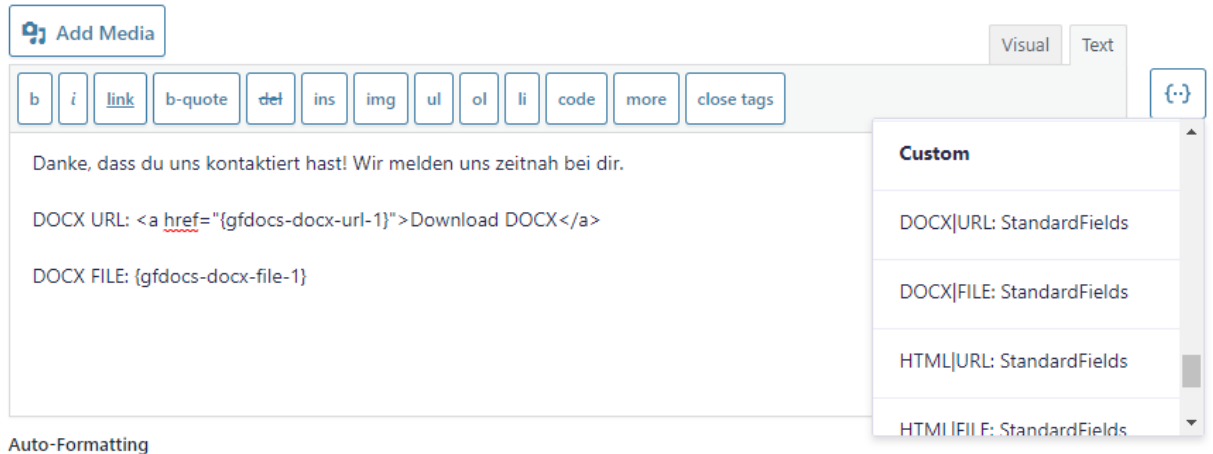 Add Media
Visual Text
b i link b-quote del ins img ul ol li code more close tags
{··}
Danke, dass du uns kontaktiert hast! Wir melden uns zeitnah bei dir.
DOCX URL: <a href="{gfdocs-docx-url-1}">Download DOCX</a>
DOCX FILE: {gfdocs-docx-file-1}
Custom
DOCX|URL: StandardFields
DOCX|FILE: StandardFields
HTML|URL: StandardFields
HTML|FILE: StandardFields
Auto-Formatting